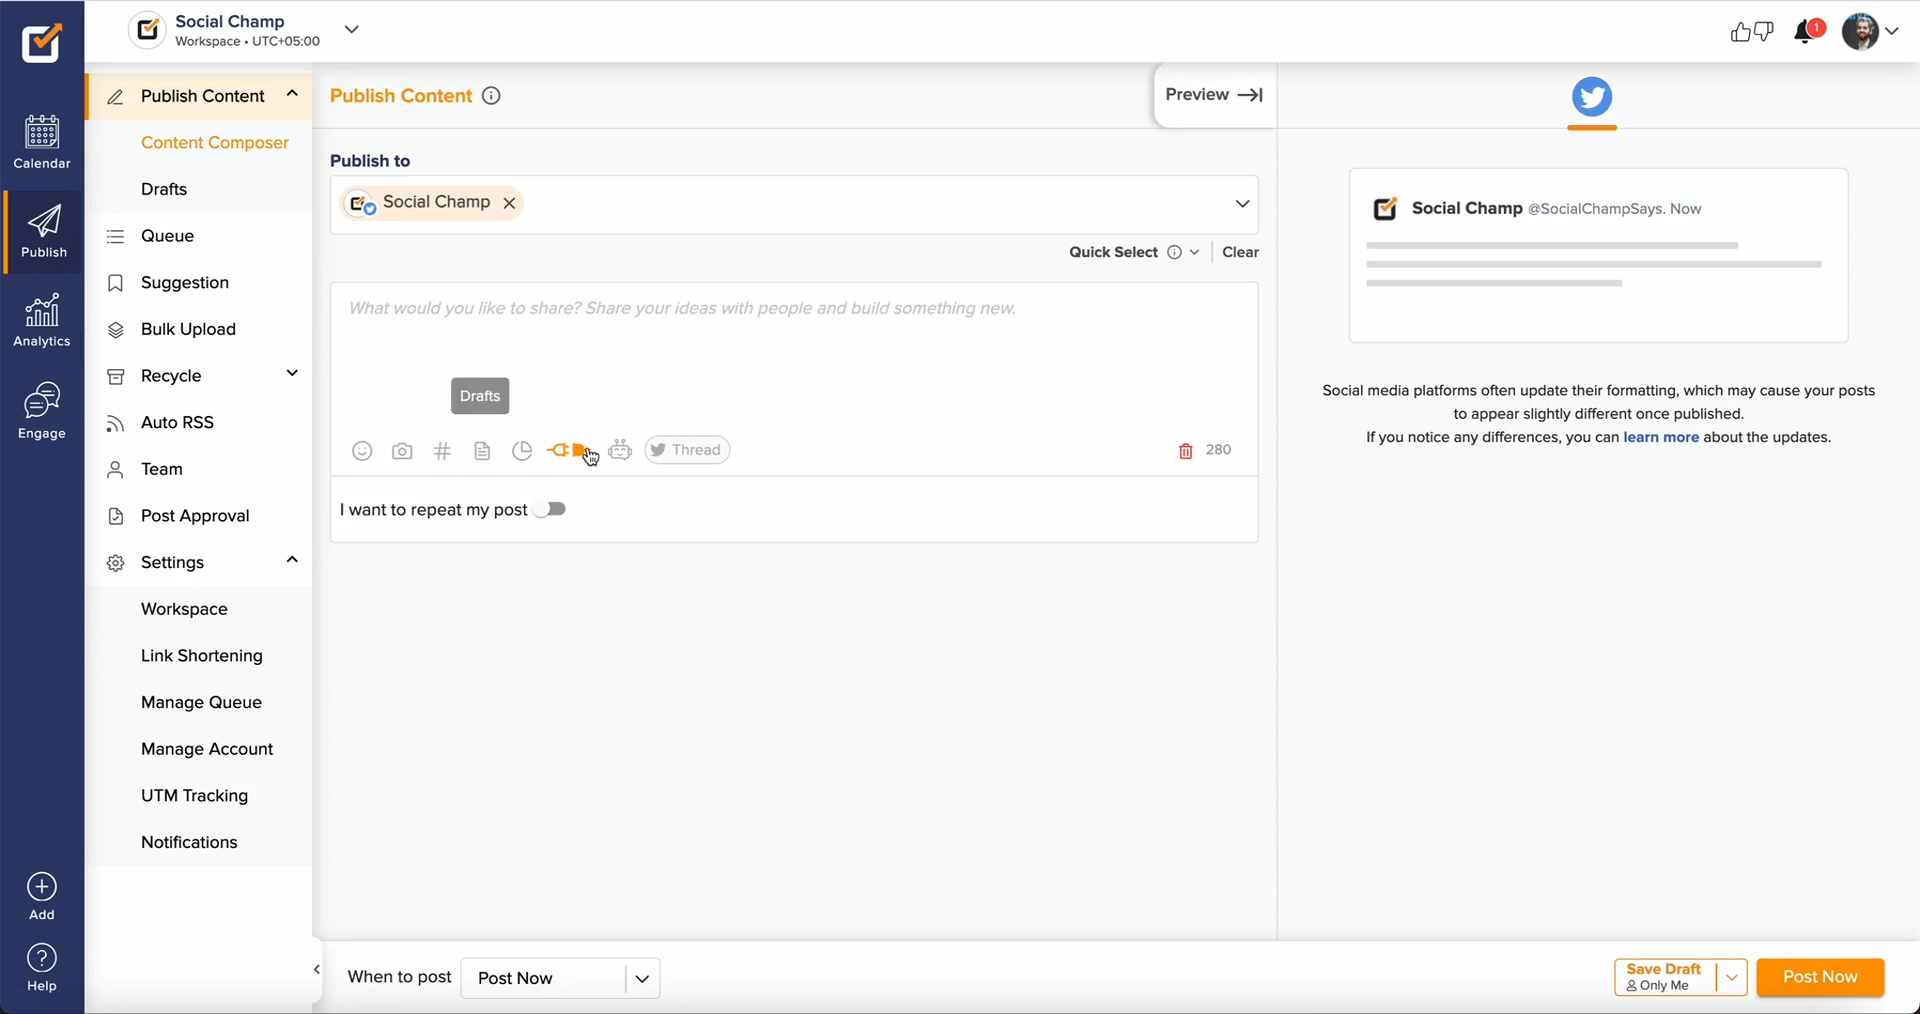 Social Champ
Workspace • UTC+05:00
1
Calendar
Publish
Analytics
Engage
Add
Help
Publish Content
Content Composer
Drafts
Queue
Suggestion
Bulk Upload
Recycle
Auto RSS
Team
Post Approval
Settings
Workspace
Link Shortening
Manage Queue
Manage Account
UTM Tracking
Notifications
Publish Content
Preview
Publish to
Social Champ
Quick Select
Clear
What would you like to share? Share your ideas with people and build something new.
Drafts
Thread
280
I want to repeat my post
When to post
Post Now
Save Draft
Only Me
Post Now
Social Champ @SocialChampSays. Now
Social media platforms often update their formatting, which may cause your posts
to appear slightly different once published.
If you notice any differences, you can learn more about the updates.